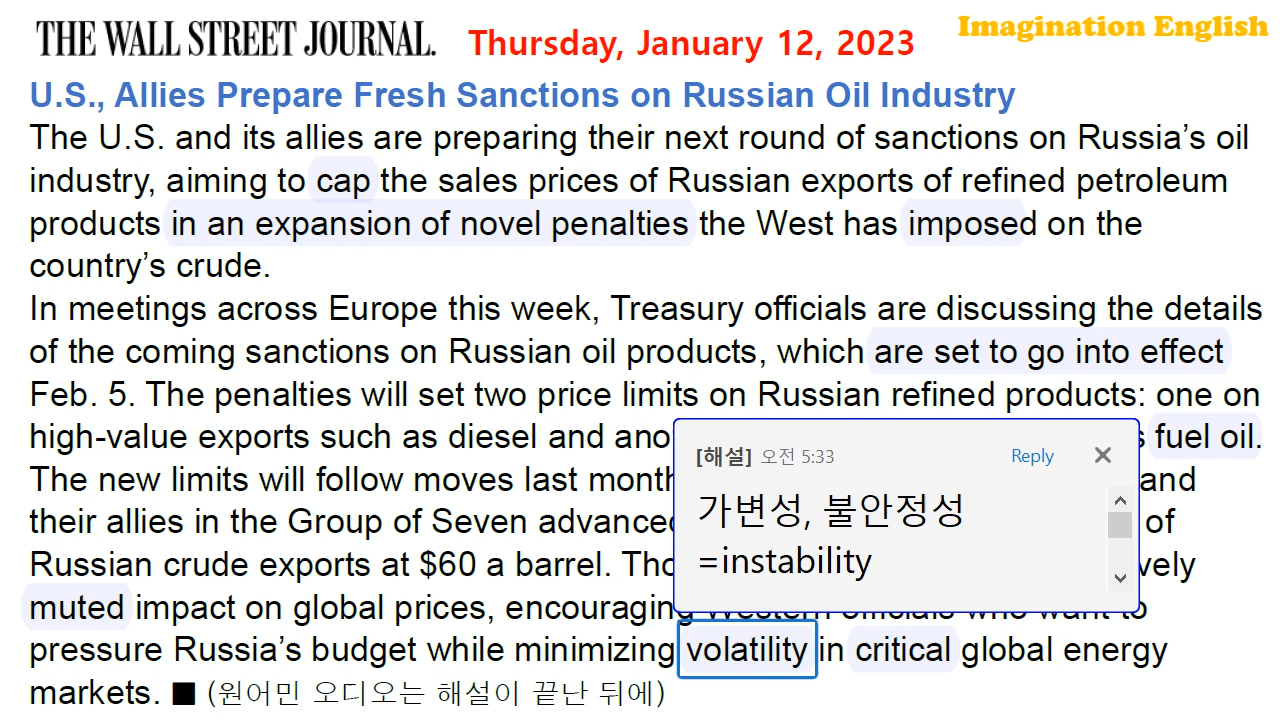 THE WALL STREET JOURNAL.
Thursday, January 12, 2023
Imagination English
U.S., Allies Prepare Fresh Sanctions on Russian Oil Industry
The U.S. and its allies are preparing their next round of sanctions on Russia's oil
industry, aiming to cap the sales prices of Russian exports of refined petroleum
products in an expansion of novel penalties the West has imposed on the
country's crude.
In meetings across Europe this week, Treasury officials are discussing the details
of the coming sanctions on Russian oil products, which are set to go into effect
Feb. 5. The penalties will set two price limits on Russian refined products: one on
high-value exports such as diesel and fuel oil.
The new limits will follow moves last month and
their allies in the Group of Seven advanced of
Russian crude exports at $60 a barrel.
muted impact on global prices, encouraging Western officials who want to
pressure Russia's budget while minimizing volatility in critical global energy
markets. ■ (원어민 오디오는 해설이 끝난 뒤에)
[해설] 오전 5:33 Reply
가변성, 불안정성
=instability